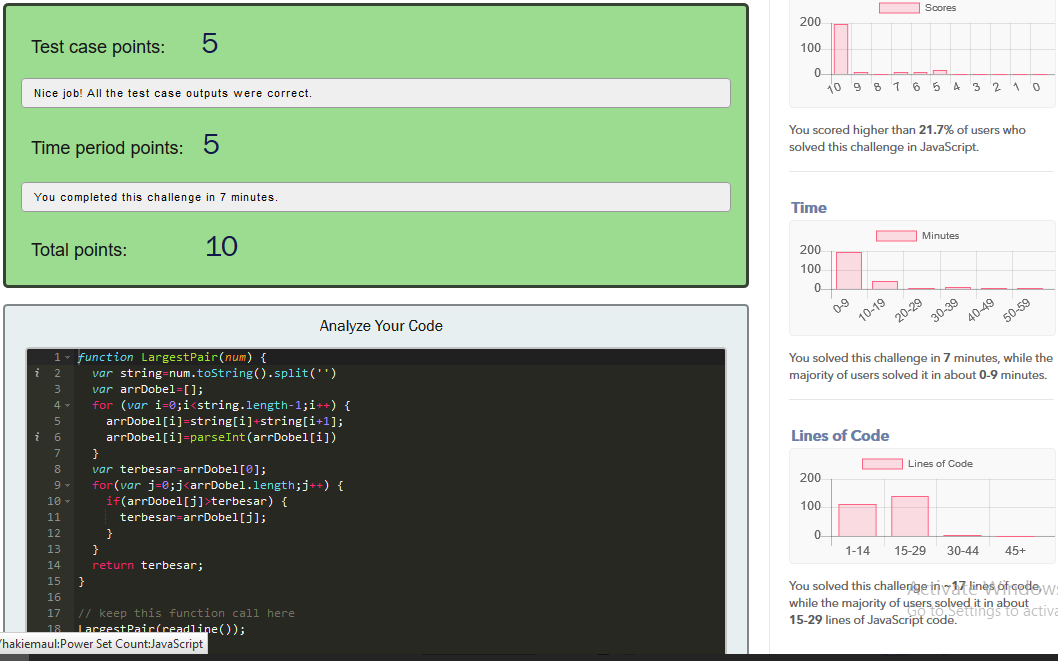 Test case points: 5
Nice job! All the test case outputs were correct.
Time period points: 5
You completed this challenge in 7 minutes.
Total points: 10
Analyze Your Code
1 function LargestPair(num) {
i 2 var string=num.toString().split('')
3 var arrDobel=[];
4 for (var i=0;i<string.length-1;i++) {
5 arrDobel[i]=string[i]+string[i+1];
i 6 arrDobel[i]=parseInt(arrDobel[i])
7 }
8 var terbesar=arrDobel[0];
9 for(var j=0;j<arrDobel.length;j++) {
10 if(arrDobel[j]>terbesar) {
11 terbesar=arrDobel[j];
12 }
13 }
14 return terbesar;
15 }
16
17 // keep this function call here
18 LargestPair(readline());
/hakiemaul:Power Set Count:JavaScript
Scores
200
100
0
10 9 8 7 6 5 4 3 2 1 0
You scored higher than 21.7% of users who
solved this challenge in JavaScript.
Time
Minutes
200
100
0
0-9 10-19 20-29 30-39 40-49 50-59
You solved this challenge in 7 minutes, while the
majority of users solved it in about 0-9 minutes.
Lines of Code
Lines of Code
200
100
0
1-14 15-29 30-44 45+
You solved this challenge in ~17 lines of code,
while the majority of users solved it in about
15-29 lines of JavaScript code.
Activate Windows
Go to Settings to activa